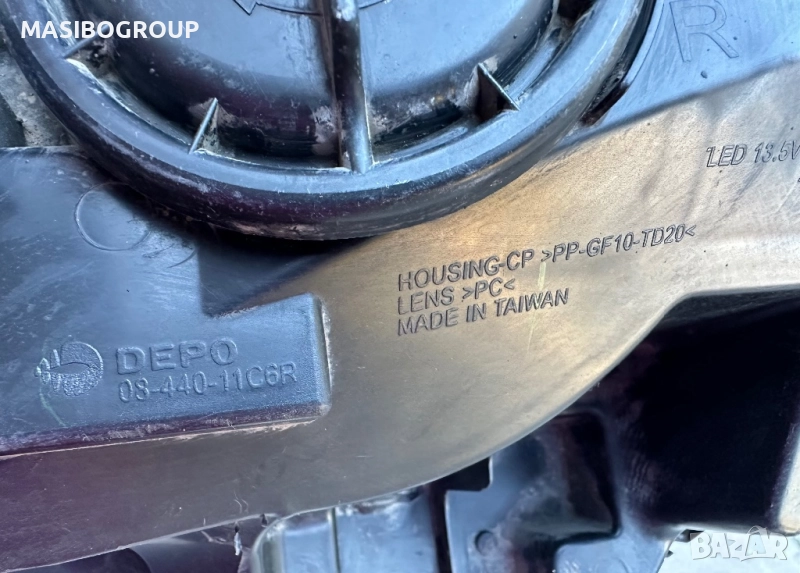 MASIBOGROUP
R
LED 13.5V
HOUSING-CP >PP-GF10-TD20<
LENS >PC<
MADE IN TAIWAN
DEPO
08-440-11C6R
BAZAR